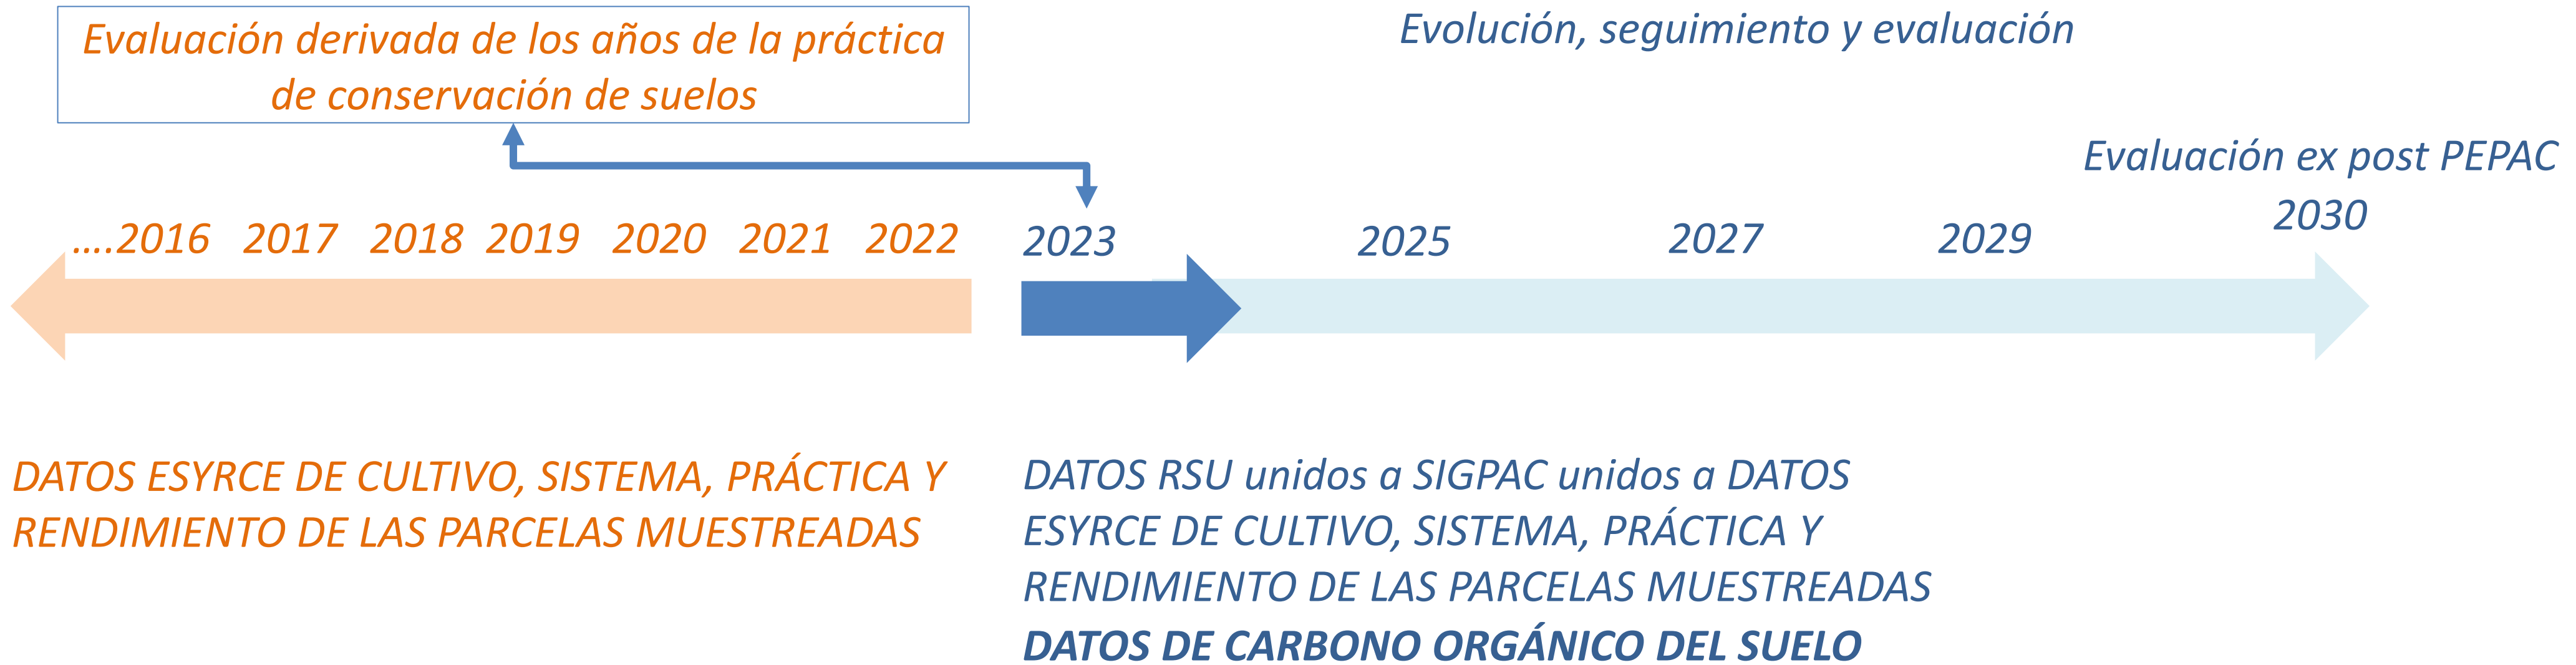 Evaluación derivada de los años de la práctica
de conservación de suelos
Evolución, seguimiento y evaluación
Evaluación ex post PEPAC
....2016 2017 2018 2019 2020 2021 2022 2023 2025 2027 2029 2030
DATOS ESYRCE DE CULTIVO, SISTEMA, PRÁCTICA Y
RENDIMIENTO DE LAS PARCELAS MUESTREADAS
DATOS RSU unidos a SIGPAC unidos a DATOS
ESYRCE DE CULTIVO, SISTEMA, PRÁCTICA Y
RENDIMIENTO DE LAS PARCELAS MUESTREADAS
DATOS DE CARBONO ORGÁNICO DEL SUELO